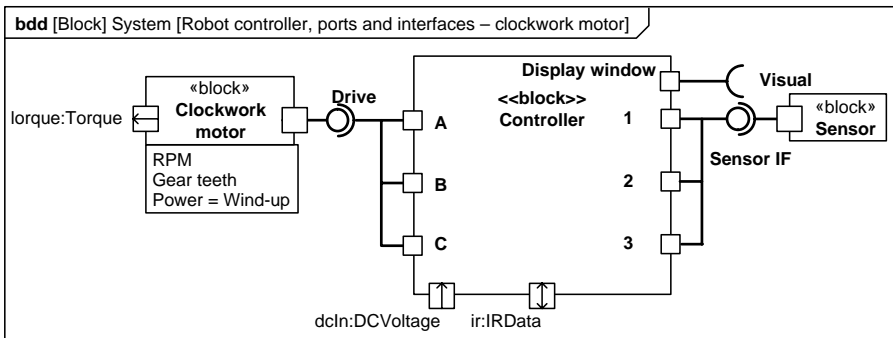 bdd [Block] System [Robot controller, ports and interfaces – clockwork motor]
Display window
Visual
«block»
Clockwork
motor
Drive
<<block>>
Controller
«block»
Sensor
lorque:Torque
A
1
Sensor IF
RPM
Gear teeth
Power = Wind-up
B
2
C
3
dcIn:DCVoltage
ir:IRData